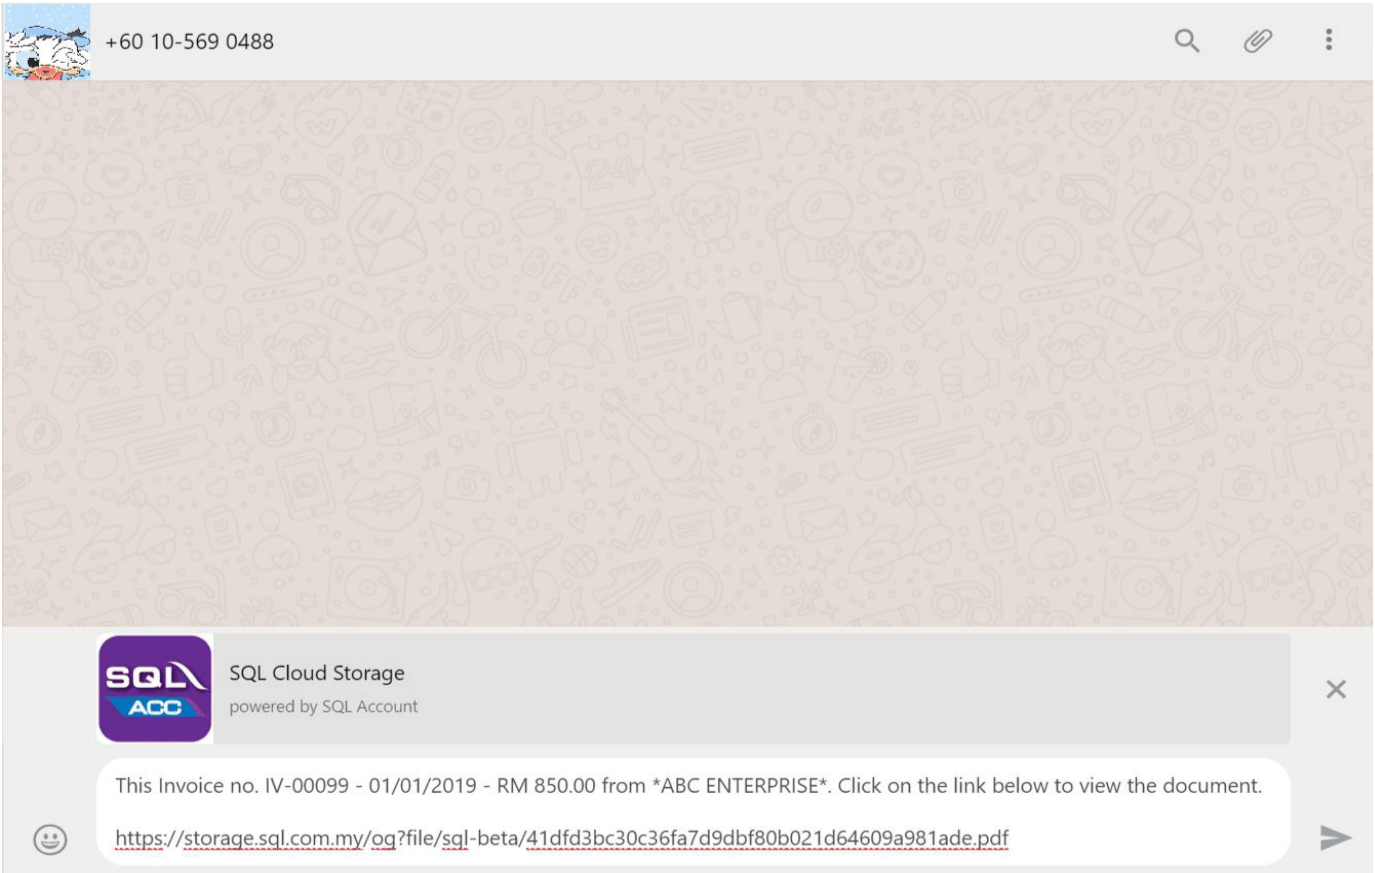 +60 10-569 0488
SQL
ACC
SQL Cloud Storage
powered by SQL Account
This Invoice no. IV-00099 - 01/01/2019 - RM 850.00 from *ABC ENTERPRISE*. Click on the link below to view the document.
https://storage.sql.com.my/og?file/sql-beta/41dfd3bc30c36fa7d9dbf80b021d64609a981ade.pdf